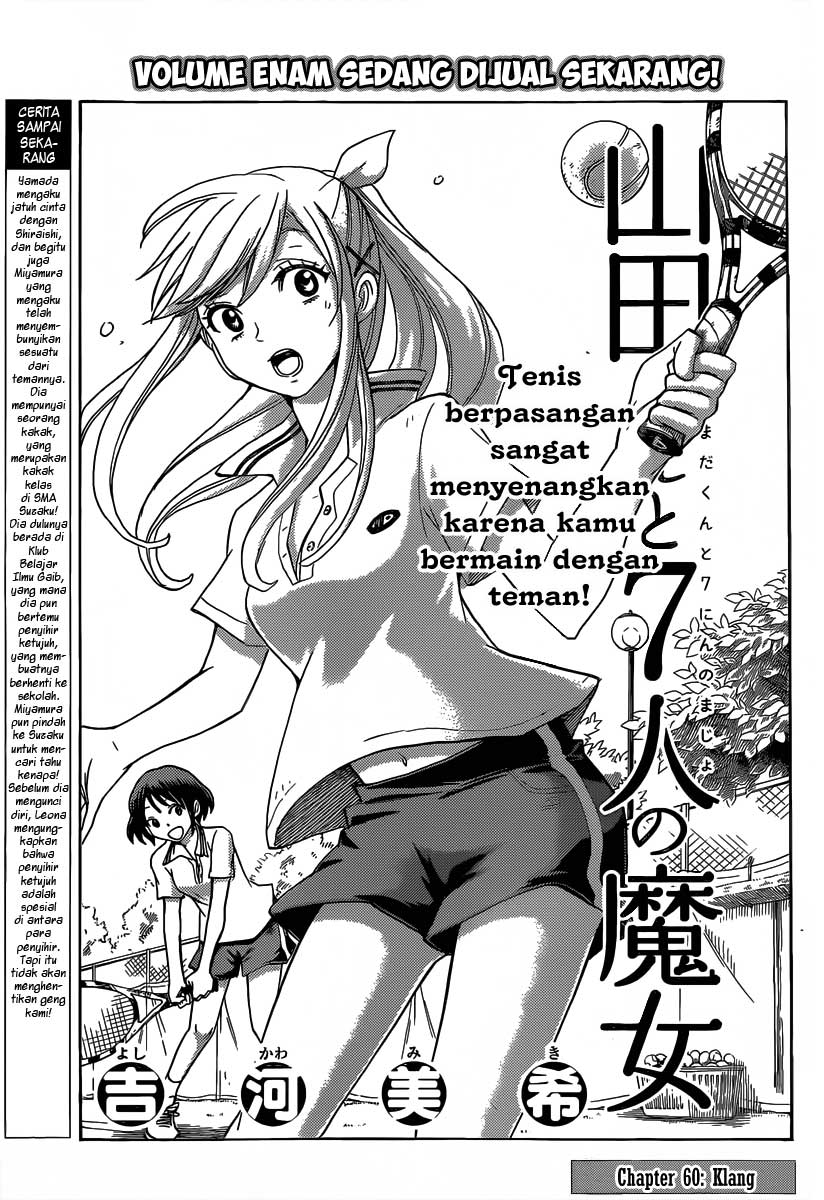 VOLUME ENAM SEDANG DIJUAL SEKARANG!
CERITA
SAMPAI
SEKA-
RANG
Yamada
mengaku
jatuh cinta
dengan
Shiraishi,
dan begitu
juga
Miyamura
yang
mengaku
telah
menyem-
bunyikan
sesuatu
dari
temannya.
Dia
mempunyai
seorang
kakak,
yang
merupakan
kakak
kelas
di SMA
Suzaku!
Dia dulunya
berada di
Klub
Belajar
Ilmu Gaib,
yang mana
dia pun
bertemu
penyihir
ketujuh,
yang mem-
buatnya
berhenti ke
sekolah.
Miyamura
pun pindah
ke Suzaku
untuk men-
cari tahu
kenapa!
Sebelum dia
mengunci
diri, Leona
mengung-
kapkan
bahwa
penyihir
ketujuh
adalah
spesial
di antara
para
penyihir.
Tapi itu
tidak akan
menghen-
tikan geng
kami!
Tenis
berpasangan
sangat
menyenangkan
karena kamu
bermain dengan
teman!
山田と7人の魔女
まだくんと7にんのまじょ
よし かわ み き
吉河美希
Chapter 60: Klang